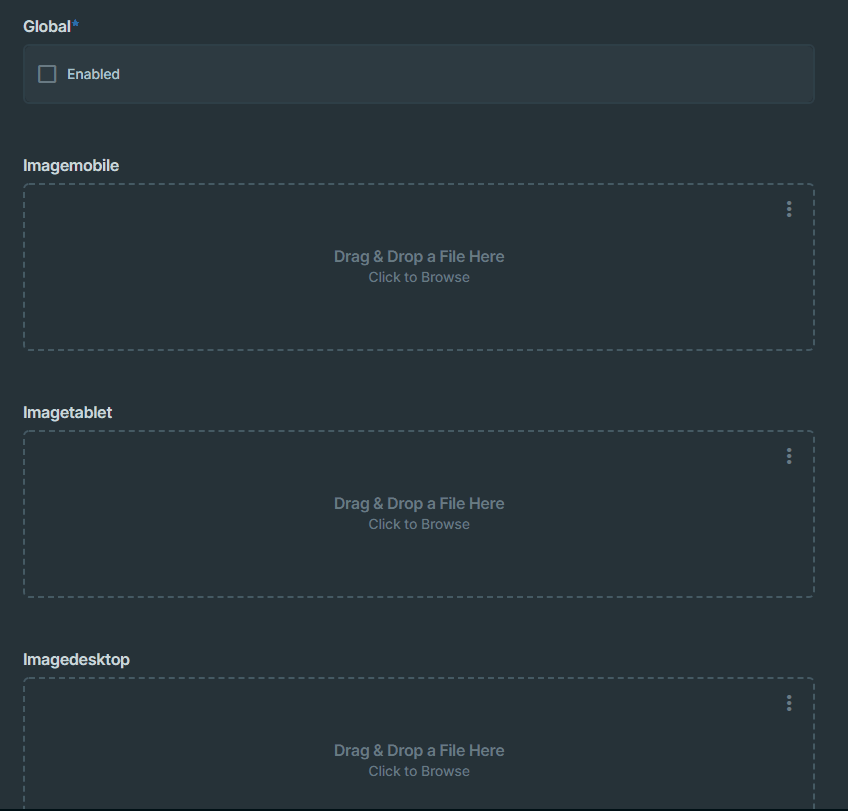 Global*
Enabled
Imagemobile
Drag & Drop a File Here
Click to Browse
Imagetablet
Drag & Drop a File Here
Click to Browse
Imagedesktop
Drag & Drop a File Here
Click to Browse